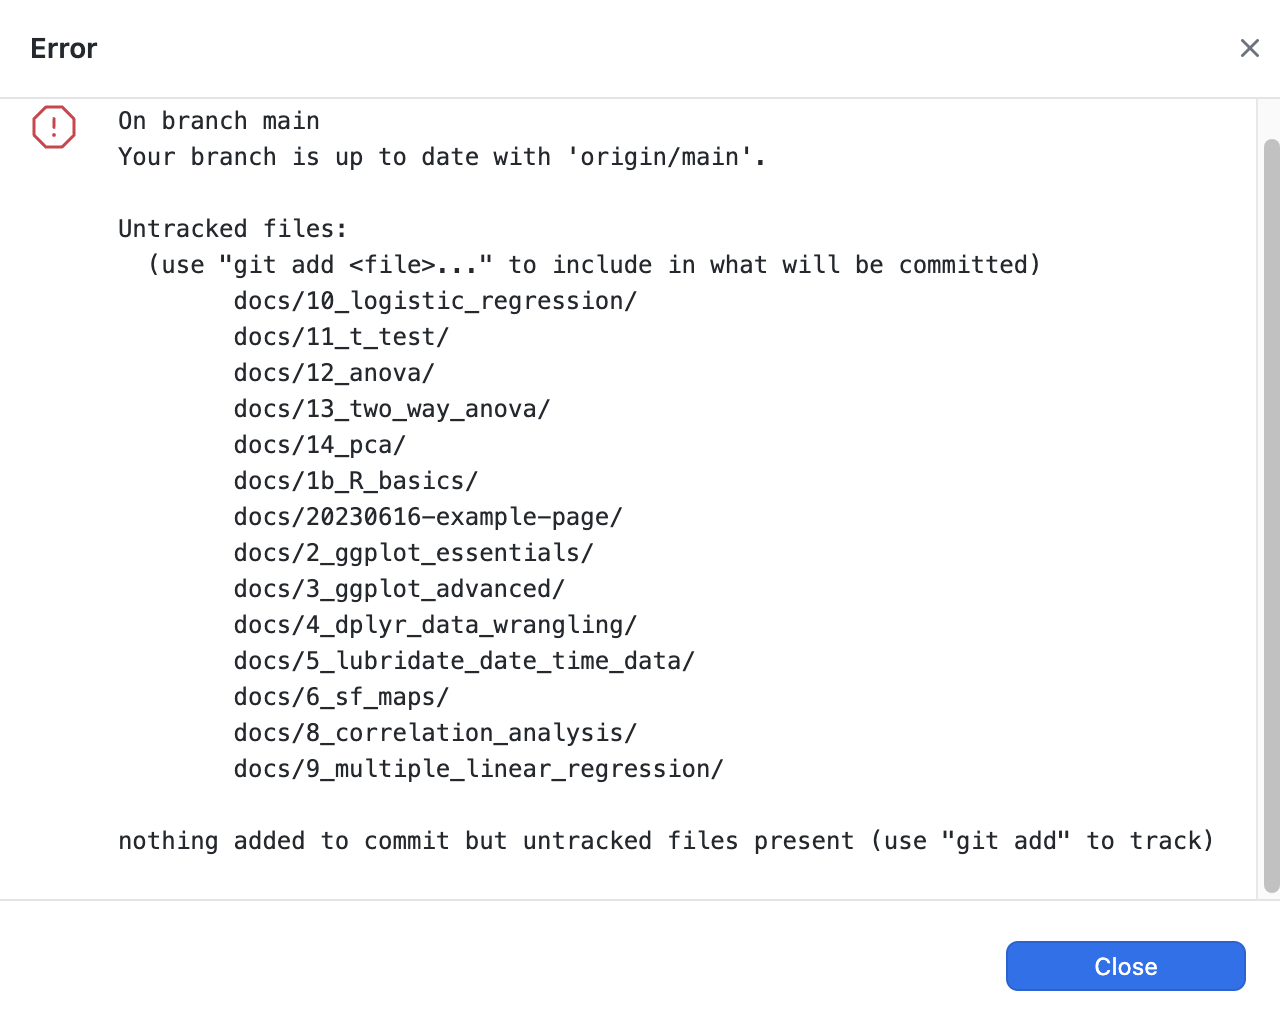 Error
On branch main
Your branch is up to date with 'origin/main'.
Untracked files:
(use "git add <file>..." to include in what will be committed)
docs/10_logistic_regression/
docs/11_t_test/
docs/12_anova/
docs/13_two_way_anova/
docs/14_pca/
docs/1b_R_basics/
docs/20230616-example-page/
docs/2_ggplot_essentials/
docs/3_ggplot_advanced/
docs/4_dplyr_data_wrangling/
docs/5_lubridate_date_time_data/
docs/6_sf_maps/
docs/8_correlation_analysis/
docs/9_multiple_linear_regression/
nothing added to commit but untracked files present (use "git add" to track)
Close